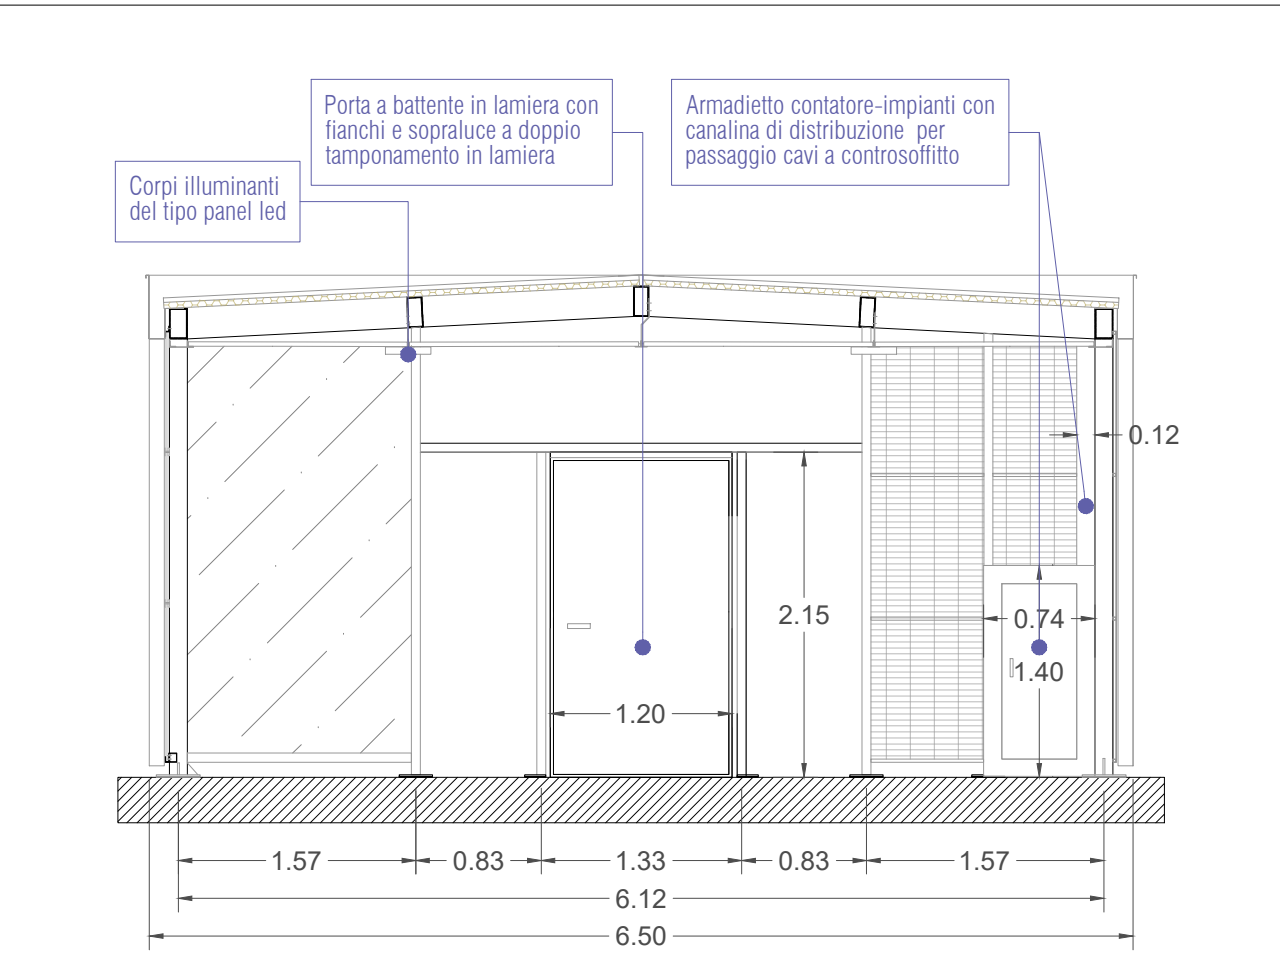 Porta a battente in lamiera con
fianchi e sopraluce a doppio
tamponamento in lamiera
Armadietto contatore-impianti con
canalina di distribuzione per
passaggio cavi a controsoffitto
Corpi illuminanti
del tipo panel led
0.12
2.15
0.74
1.40
1.20
1.57
0.83
1.33
0.83
1.57
6.12
6.50